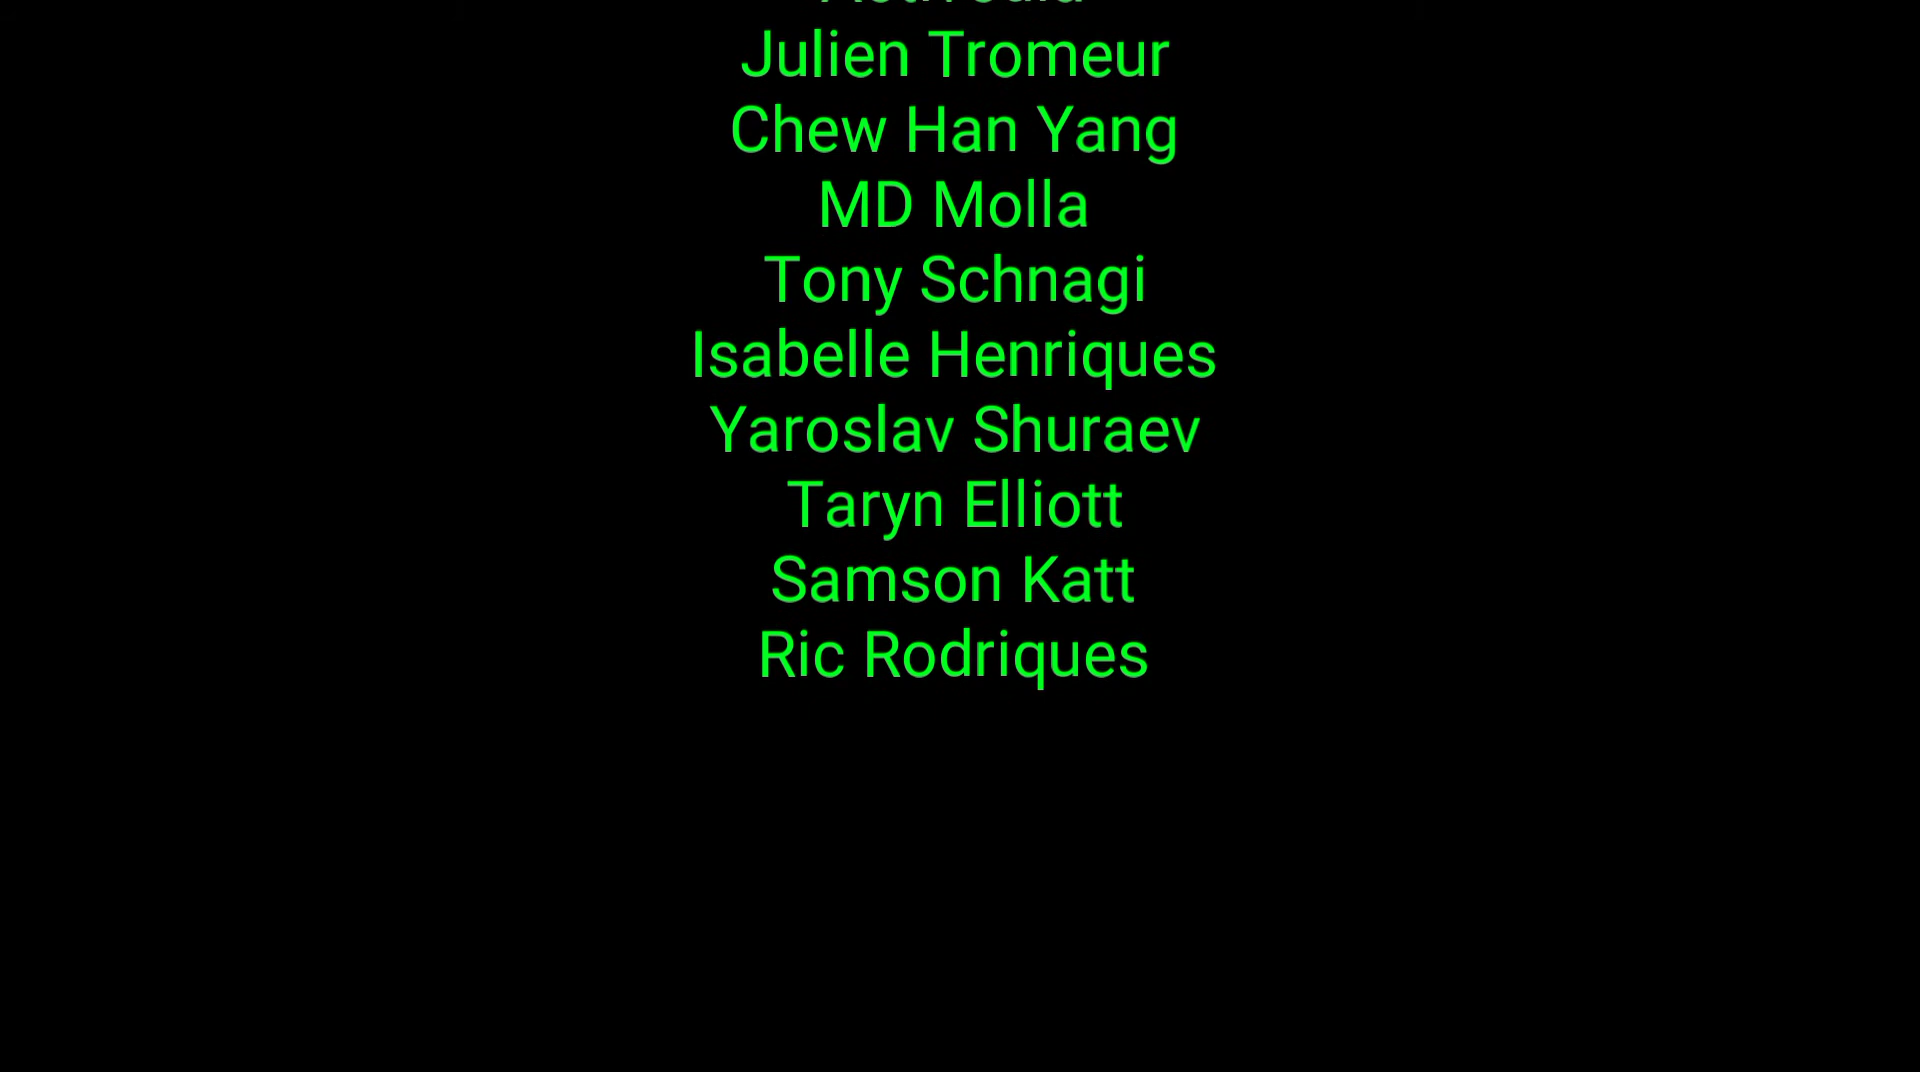 Julien Tromeur
Chew Han Yang
MD Molla
Tony Schnagi
Isabelle Henriques
Yaroslav Shuraev
Taryn Elliott
Samson Katt
Ric Rodriques